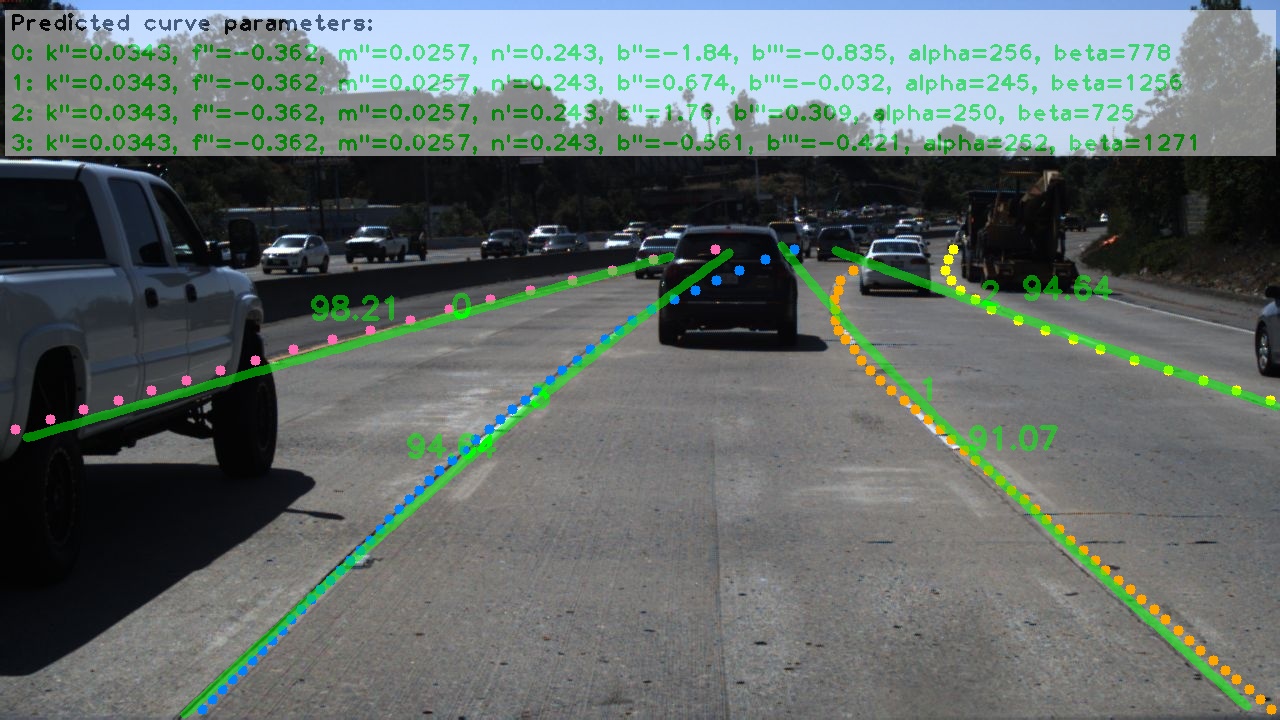 Predicted curve parameters:
0: k''=0.0343, f''=−0.362, m''=0.0257, n'=0.243, b''=−1.84, b'''=−0.835, alpha=256, beta=778
1: k''=0.0343, f''=−0.362, m''=0.0257, n'=0.243, b''=0.674, b'''=−0.032, alpha=245, beta=1256
2: k''=0.0343, f''=−0.362, m''=0.0257, n'=0.243, b''=1.76, b'''=0.309, alpha=250, beta=725
3: k''=0.0343, f''=−0.362, m''=0.0257, n'=0.243, b''=−0.561, b'''=−0.421, alpha=252, beta=1271
98.21 0 2 94.64
1
94.64 91.07